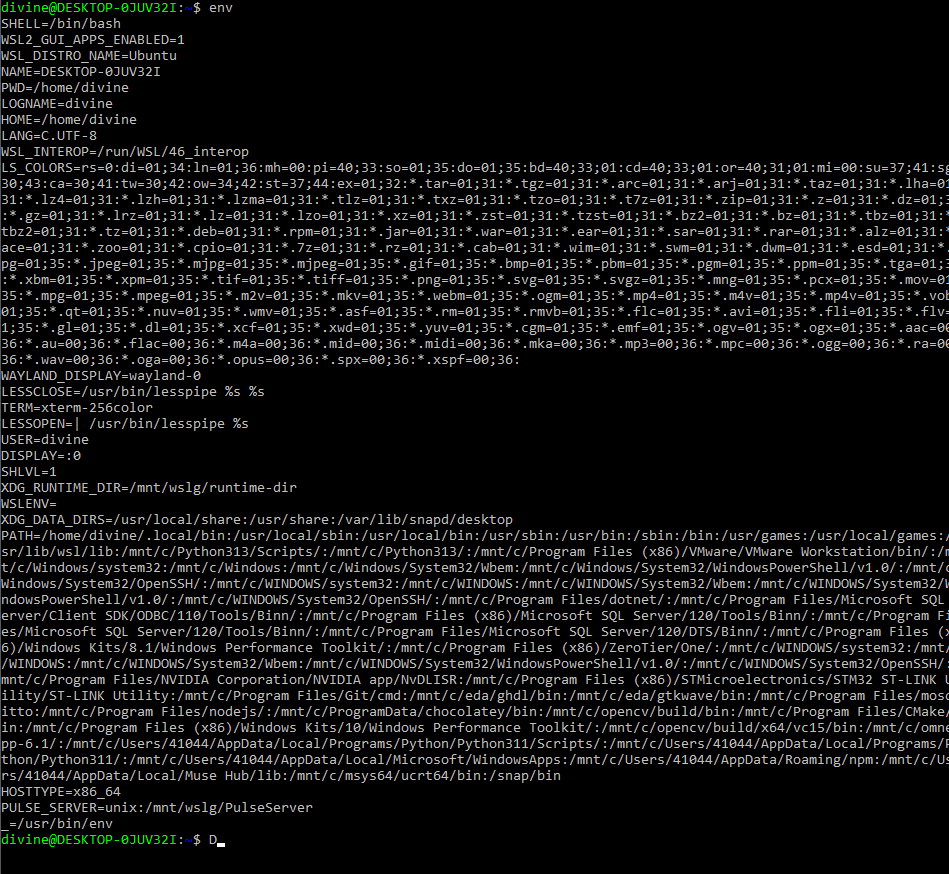 divine@DESKTOP-0JUV32I:~$ env
SHELL=/bin/bash
WSL2_GUI_APPS_ENABLED=1
WSL_DISTRO_NAME=Ubuntu
NAME=DESKTOP-0JUV32I
PWD=/home/divine
LOGNAME=divine
HOME=/home/divine
LANG=C.UTF-8
WSL_INTEROP=/run/WSL/46_interop
LS_COLORS=rs=0:di=01;34:ln=01;36:mh=00:pi=40;33:so=01;35:do=01;35:bd=40;33;01:cd=40;33;01:or=40;31;01:mi=00:su=37;41:sg
30;43:ca=30;41:tw=30;42:ow=34;42:st=37;44:ex=01;32:*.tar=01;31:*.tgz=01;31:*.arc=01;31:*.arj=01;31:*.taz=01;31:*.lha=01
31:*.lz4=01;31:*.lzh=01;31:*.lzma=01;31:*.tlz=01;31:*.txz=01;31:*.tzo=01;31:*.t7z=01;31:*.zip=01;31:*.z=01;31:*.dz=01;31
:*.gz=01;31:*.lrz=01;31:*.lz=01;31:*.lzo=01;31:*.xz=01;31:*.zst=01;31:*.tzst=01;31:*.bz2=01;31:*.bz=01;31:*.tbz=01;31
tbz2=01;31:*.tz=01;31:*.deb=01;31:*.rpm=01;31:*.jar=01;31:*.war=01;31:*.ear=01;31:*.sar=01;31:*.rar=01;31:*.alz=01;31:*
ace=01;31:*.zoo=01;31:*.cpio=01;31:*.7z=01;31:*.rz=01;31:*.cab=01;31:*.wim=01;31:*.swm=01;31:*.dwm=01;31:*.esd=01;31:*
pg=01;35:*.jpeg=01;35:*.mjpg=01;35:*.mjpeg=01;35:*.gif=01;35:*.bmp=01;35:*.pbm=01;35:*.pgm=01;35:*.ppm=01;35:*.tga=01;3
:*.xbm=01;35:*.xpm=01;35:*.tif=01;35:*.tiff=01;35:*.png=01;35:*.svg=01;35:*.svgz=01;35:*.mng=01;35:*.pcx=01;35:*.mov=01
35:*.mpg=01;35:*.mpeg=01;35:*.m2v=01;35:*.mkv=01;35:*.webm=01;35:*.ogm=01;35:*.mp4=01;35:*.m4v=01;35:*.mp4v=01;35:*.vob
01;35:*.qt=01;35:*.nuv=01;35:*.wmv=01;35:*.asf=01;35:*.rm=01;35:*.rmvb=01;35:*.flc=01;35:*.avi=01;35:*.fli=01;35:*.flv=
1;35:*.gl=01;35:*.dl=01;35:*.xcf=01;35:*.xwd=01;35:*.yuv=01;35:*.cgm=01;35:*.emf=01;35:*.ogv=01;35:*.ogx=01;35:*.aac=00
36:*.au=00;36:*.flac=00;36:*.m4a=00;36:*.mid=00;36:*.midi=00;36:*.mka=00;36:*.mp3=00;36:*.mpc=00;36:*.ogg=00;36:*.ra=00
36:*.wav=00;36:*.oga=00;36:*.opus=00;36:*.spx=00;36:*.xspf=00;36:
WAYLAND_DISPLAY=wayland-0
LESSCLOSE=/usr/bin/lesspipe %s %s
TERM=xterm-256color
LESSOPEN=| /usr/bin/lesspipe %s
USER=divine
DISPLAY=:0
SHLVL=1
XDG_RUNTIME_DIR=/mnt/wslg/runtime-dir
WSLENV=
XDG_DATA_DIRS=/usr/local/share:/usr/share:/var/lib/snapd/desktop
PATH=/home/divine/.local/bin:/usr/local/sbin:/usr/local/bin:/usr/sbin:/usr/bin:/sbin:/bin:/usr/games:/usr/local/games:/
sr/lib/wsl/lib:/mnt/c/Python313/Scripts/:/mnt/c/Python313/:/mnt/c/Program Files (x86)/VMware/VMware Workstation/bin/:/m
t/c/Windows/system32:/mnt/c/Windows:/mnt/c/Windows/System32/Wbem:/mnt/c/Windows/System32/WindowsPowerShell/v1.0/:/mnt/c
Windows/System32/OpenSSH/:/mnt/c/WINDOWS/system32:/mnt/c/WINDOWS:/mnt/c/WINDOWS/System32/Wbem:/mnt/c/WINDOWS/System32/W
ndowsPowerShell/v1.0/:/mnt/c/WINDOWS/System32/OpenSSH/:/mnt/c/Program Files/dotnet/:/mnt/c/Program Files/Microsoft SQL
erver/Client SDK/ODBC/110/Tools/Binn/:/mnt/c/Program Files (x86)/Microsoft SQL Server/120/Tools/Binn/:/mnt/c/Program Fi
es/Microsoft SQL Server/120/Tools/Binn/:/mnt/c/Program Files/Microsoft SQL Server/120/DTS/Binn/:/mnt/c/Program Files (x
6)/Windows Kits/8.1/Windows Performance Toolkit/:/mnt/c/Program Files (x86)/ZeroTier/One/:/mnt/c/WINDOWS/system32:/mnt/
/WINDOWS:/mnt/c/WINDOWS/System32/Wbem:/mnt/c/WINDOWS/System32/WindowsPowerShell/v1.0/:/mnt/c/WINDOWS/System32/OpenSSH/:
mnt/c/Program Files/NVIDIA Corporation/NVIDIA app/NvDLISR:/mnt/c/Program Files (x86)/STMicroelectronics/STM32 ST-LINK U
ility/ST-LINK Utility:/mnt/c/Program Files/Git/cmd:/mnt/c/eda/ghdl/bin:/mnt/c/eda/gtkwave/bin:/mnt/c/Program Files/mosq
itto:/mnt/c/Program Files/nodejs/:/mnt/c/ProgramData/chocolatey/bin:/mnt/c/opencv/build/bin:/mnt/c/Program Files/CMake/
in:/mnt/c/Program Files (x86)/Windows Kits/10/Windows Performance Toolkit/:/mnt/c/opencv/build/x64/vc15/bin:/mnt/c/omne
pp-6.1/:/mnt/c/Users/41044/AppData/Local/Programs/Python/Python311/Scripts/:/mnt/c/Users/41044/AppData/Local/Programs/P
thon/Python311/:/mnt/c/Users/41044/AppData/Local/Microsoft/WindowsApps:/mnt/c/Users/41044/AppData/Roaming/npm:/mnt/c/Us
rs/41044/AppData/Local/Muse Hub/lib:/mnt/c/msys64/ucrt64/bin:/snap/bin
HOSTTYPE=x86_64
PULSE_SERVER=unix:/mnt/wslg/PulseServer
_=/usr/bin/env
divine@DESKTOP-0JUV32I:~$ D